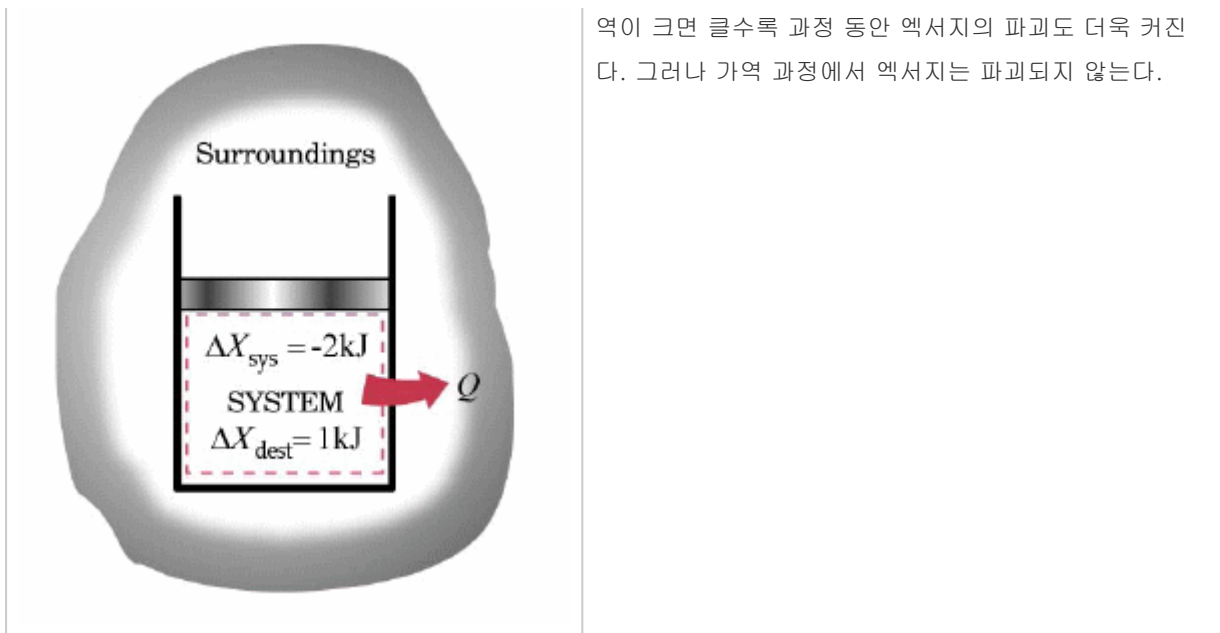 Surroundings
ΔX_sys = -2kJ
SYSTEM
Q
ΔX_dest = 1kJ
역이 크면 클수록 과정 동안 엑서지의 파괴도 더욱 커진
다. 그러나 가역 과정에서 엑서지는 파괴되지 않는다.